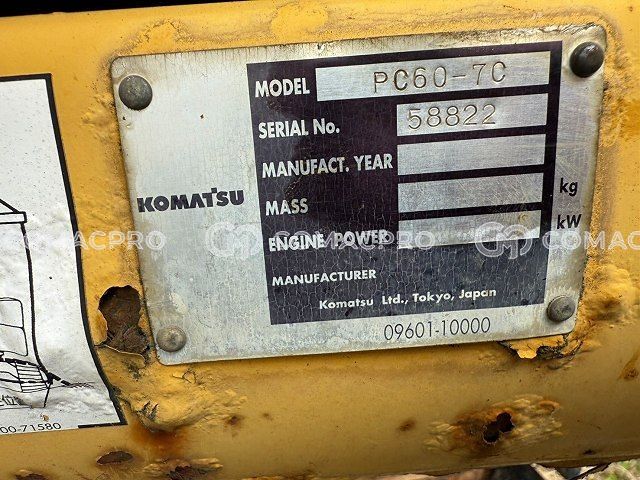 MODEL PC60-7C
SERIAL No. 58822
MANUFACT. YEAR
KOMATSU
MASS kg
ENGINE POWER kW
COMACPRO COMACPRO COMACPRO
MANUFACTURER
Komatsu Ltd., Tokyo, Japan
09601-10000
00-71580